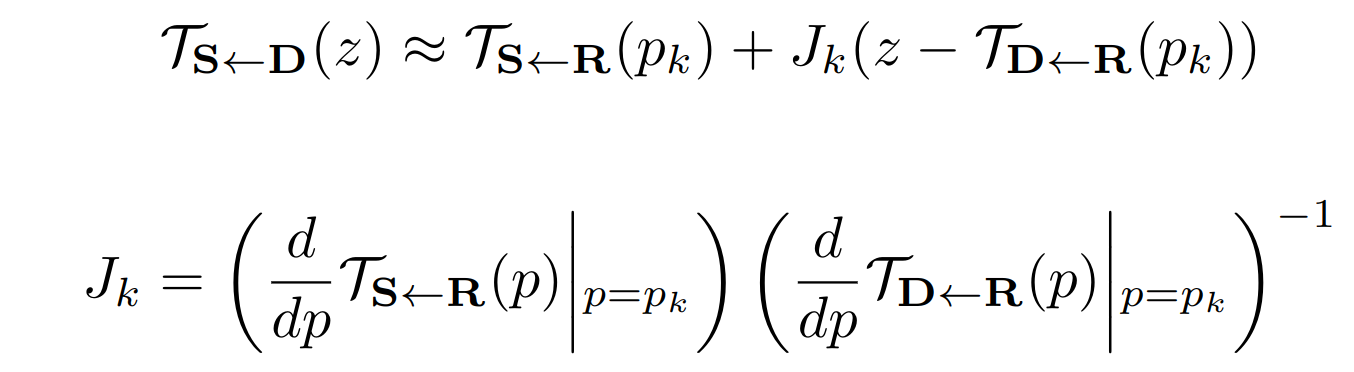 \mathcal{T}_{\mathbf{S} \leftarrow \mathbf{D}}(z) \approx \mathcal{T}_{\mathbf{S} \leftarrow \mathbf{R}}(p_k) + J_k(z - \mathcal{T}_{\mathbf{D} \leftarrow \mathbf{R}}(p_k))
J_k = \left( \frac{d}{dp} \mathcal{T}_{\mathbf{S} \leftarrow \mathbf{R}}(p) \bigg|_{p=p_k} \right) \left( \frac{d}{dp} \mathcal{T}_{\mathbf{D} \leftarrow \mathbf{R}}(p) \bigg|_{p=p_k} \right)^{-1}